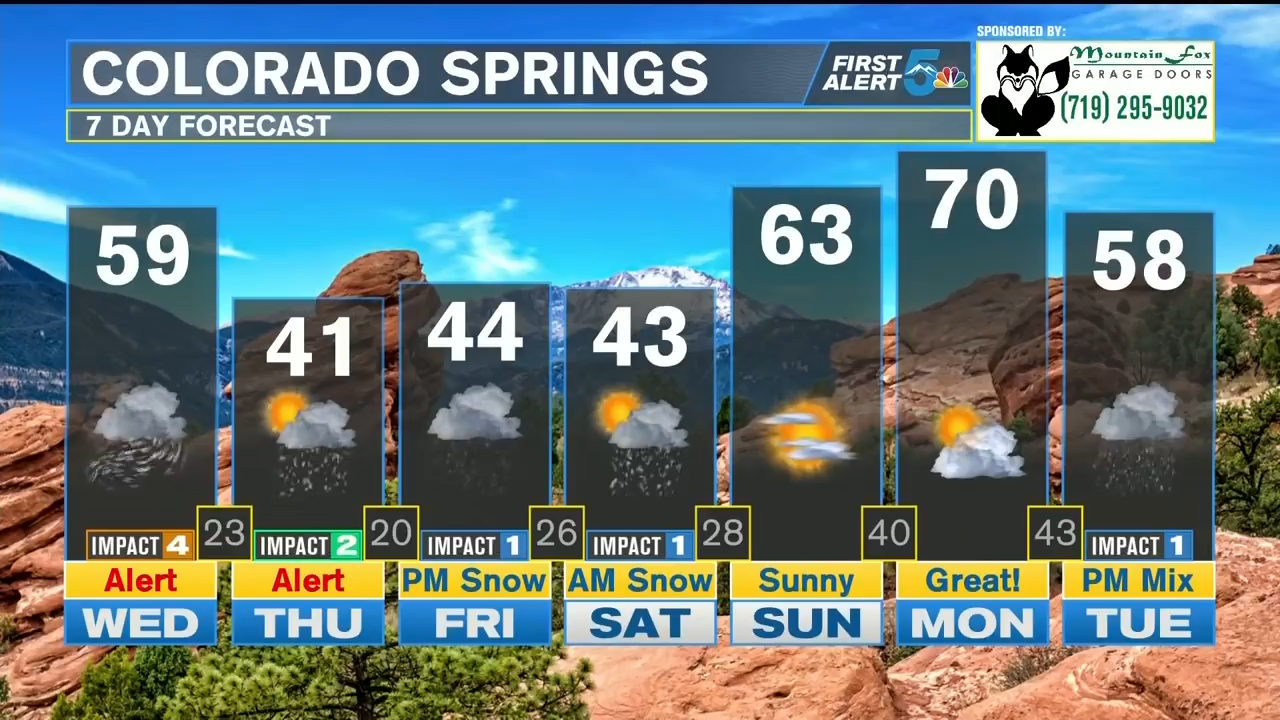 SPONSORED BY:
COLORADO SPRINGS
FIRST
ALERT 5
Mountain Fox
GARAGE DOORS
(719) 295-9032
7 DAY FORECAST
59 41 44 43 63 70 58
23 20 26 28 40 43
IMPACT 4 IMPACT 2 IMPACT 1 IMPACT 1 IMPACT 1
Alert Alert PM Snow AM Snow Sunny Great! PM Mix
WED THU FRI SAT SUN MON TUE